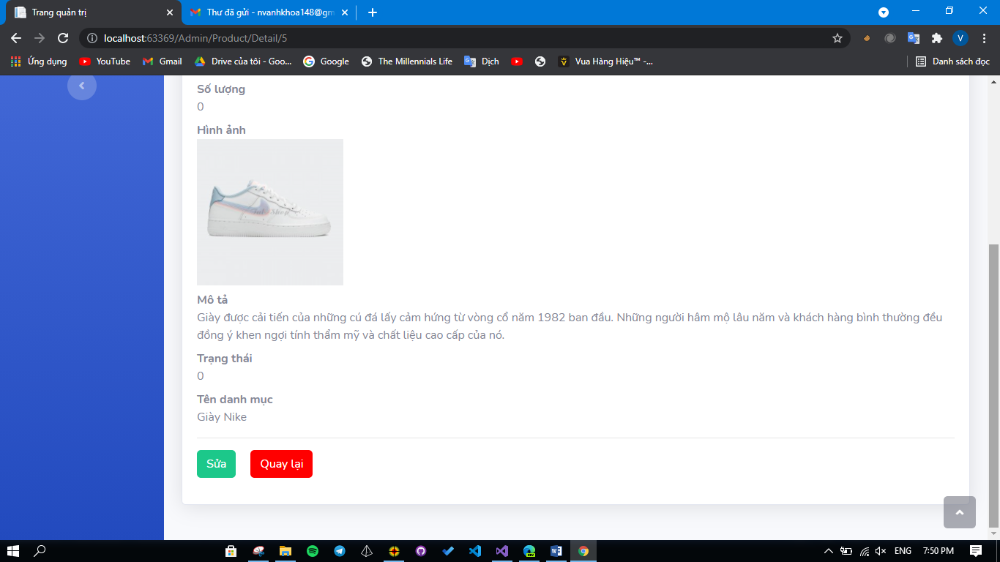 Trang quản trị
Thư đã gửi - nvanhkhoa148@gm
localhost:63369/Admin/Product/Detail/5
V
Ứng dụng
YouTube
Gmail
Drive của tôi - Goo...
Google
The Millennials Life
Dịch
Vua Hàng Hiệu™ -...
Danh sách đọc
Số lượng
0
Hình ảnh
Shop
Mô tả
Giày được cải tiến của những cú đá lấy cảm hứng từ vòng cổ năm 1982 ban đầu. Những người hâm mộ lâu năm và khách hàng bình thường đều
đồng ý khen ngợi tính thẩm mỹ và chất liệu cao cấp của nó.
Trạng thái
0
Tên danh mục
Giày Nike
Sửa
Quay lại
ENG
7:50 PM